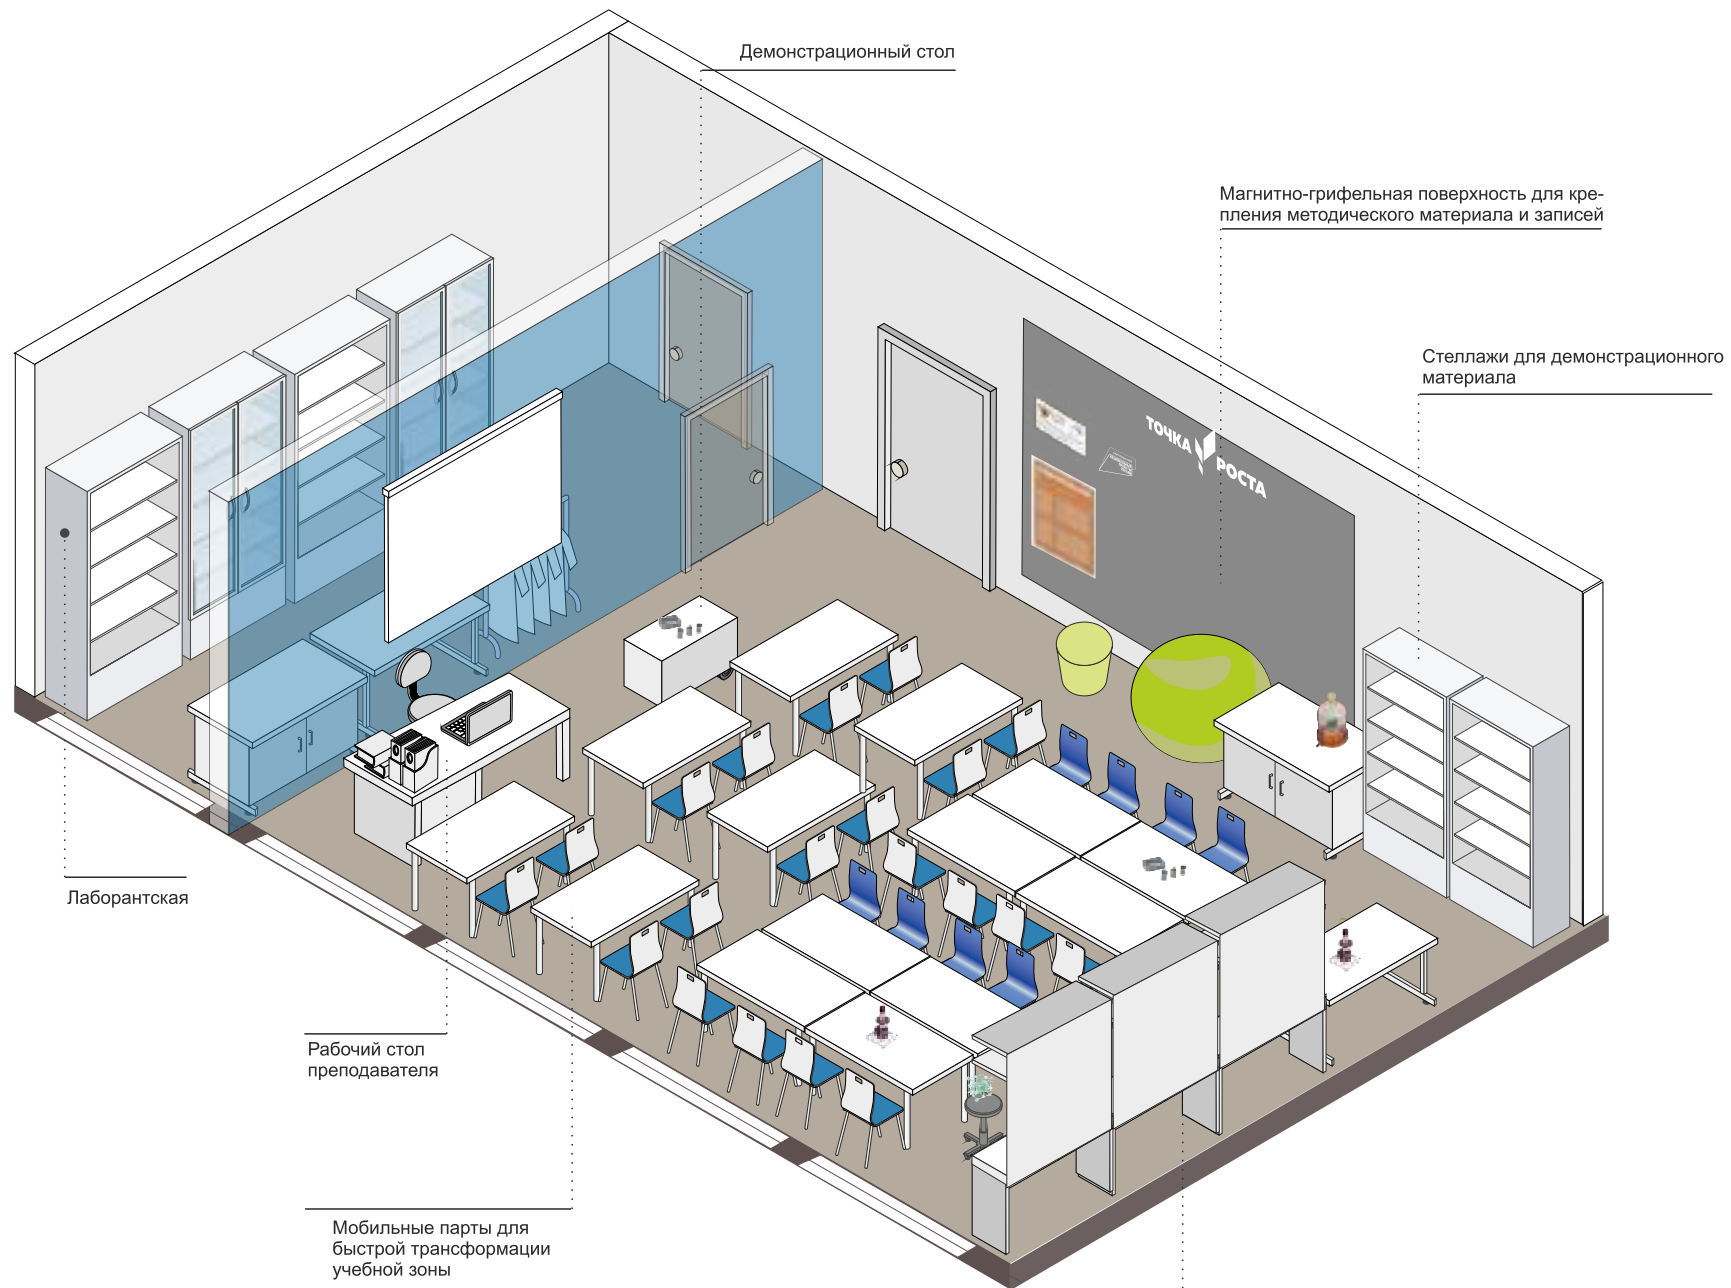 Демонстрационный стол
Магнитно-грифельная поверхность для кре-
пления методического материала и записей
Стеллажи для демонстрационного
материала
ТОЧКА
РОСТА
Лаборантская
Рабочий стол
преподавателя
Мобильные парты для
быстрой трансформации
учебной зоны